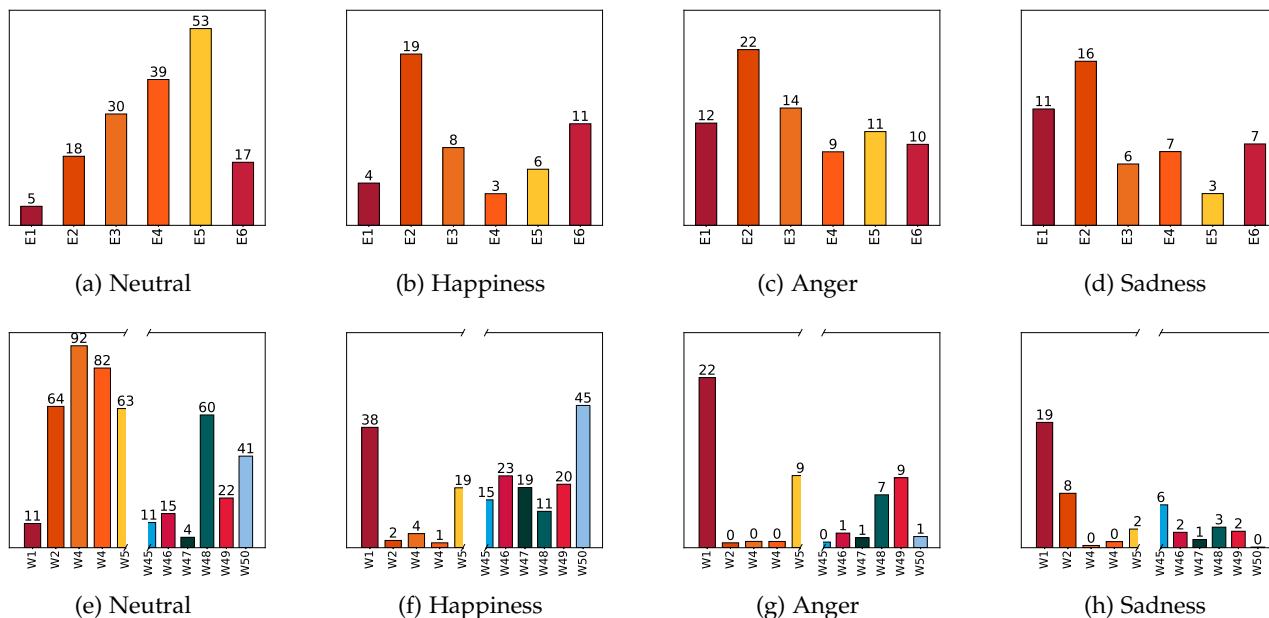 5 18 30 39 53 17
E1 E2 E3 E4 E5 E6
(a) Neutral
4 19 8 3 6 11
E1 E2 E3 E4 E5 E6
(b) Happiness
12 22 14 9 11 10
E1 E2 E3 E4 E5 E6
(c) Anger
11 16 6 7 3 7
E1 E2 E3 E4 E5 E6
(d) Sadness
11 64 92 82 63 11 15 4 60 22 41
W1 W2 W4 W4 W5 W45 W46 W47 W48 W49 W50
(e) Neutral
38 2 4 1 19 15 23 19 11 20 45
W1 W2 W4 W4 W5 W45 W46 W47 W48 W49 W50
(f) Happiness
22 0 0 0 9 0 1 1 7 9 1
W1 W2 W4 W4 W5 W45 W46 W47 W48 W49 W50
(g) Anger
19 8 0 0 2 6 2 1 3 2 0
W1 W2 W4 W4 W5 W45 W46 W47 W48 W49 W50
(h) Sadness